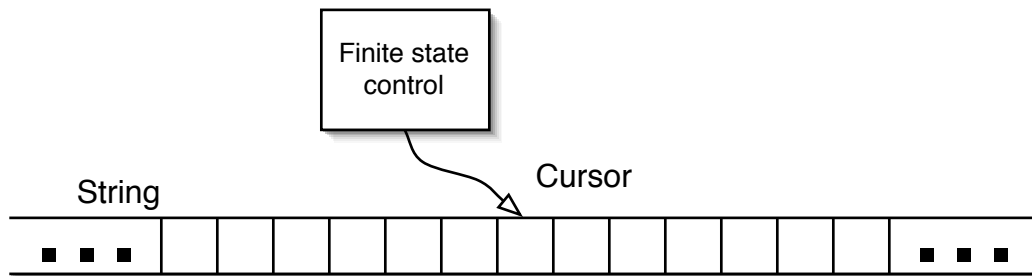 Finite state
control
Cursor
String